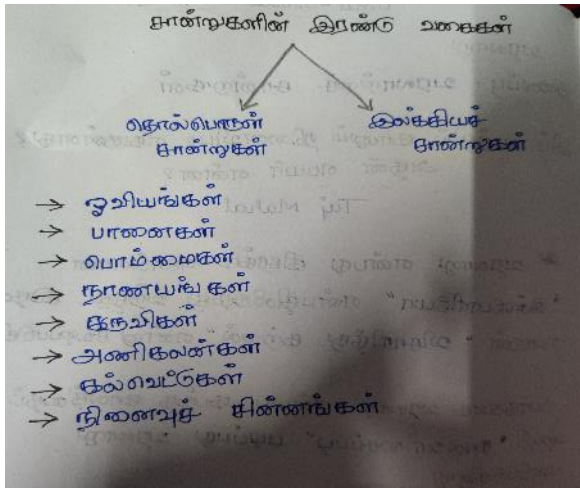 சான்றுகளின் இரண்டு வகைகள்
தொல்பொருள் சான்றுகள்
இலக்கியச் சான்றுகள்
→ ஓவியங்கள்
→ பானைகள்
→ பொம்மைகள்
→ நாணயங்கள்
→ கருவிகள்
→ அணிகலன்கள்
→ கல்வெட்டுகள்
→ நினைவுச் சின்னங்கள்